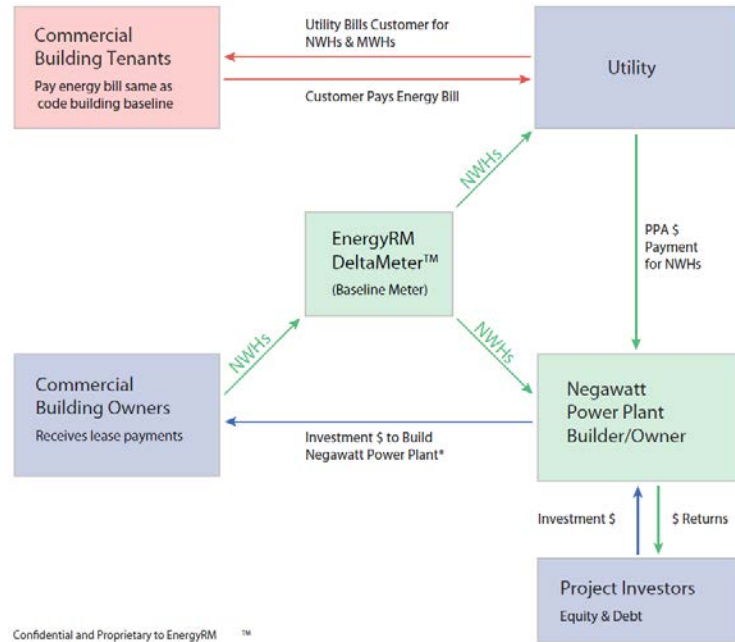 Commercial
Building Tenants
Pay energy bill same as
code building baseline
Utility Bills Customer for
NWHs & MWHs
Customer Pays Energy Bill
Utility
NWHs
EnergyRM
DeltaMeter™
(Baseline Meter)
PPA $
Payment
for NWHs
NWHs
NWHs
Commercial
Building Owners
Receives lease payments
Investment $ to Build
Negawatt Power Plant*
Negawatt
Power Plant
Builder/Owner
Investment $
$ Returns
Project Investors
Equity & Debt
Confidential and Proprietary to EnergyRM ™